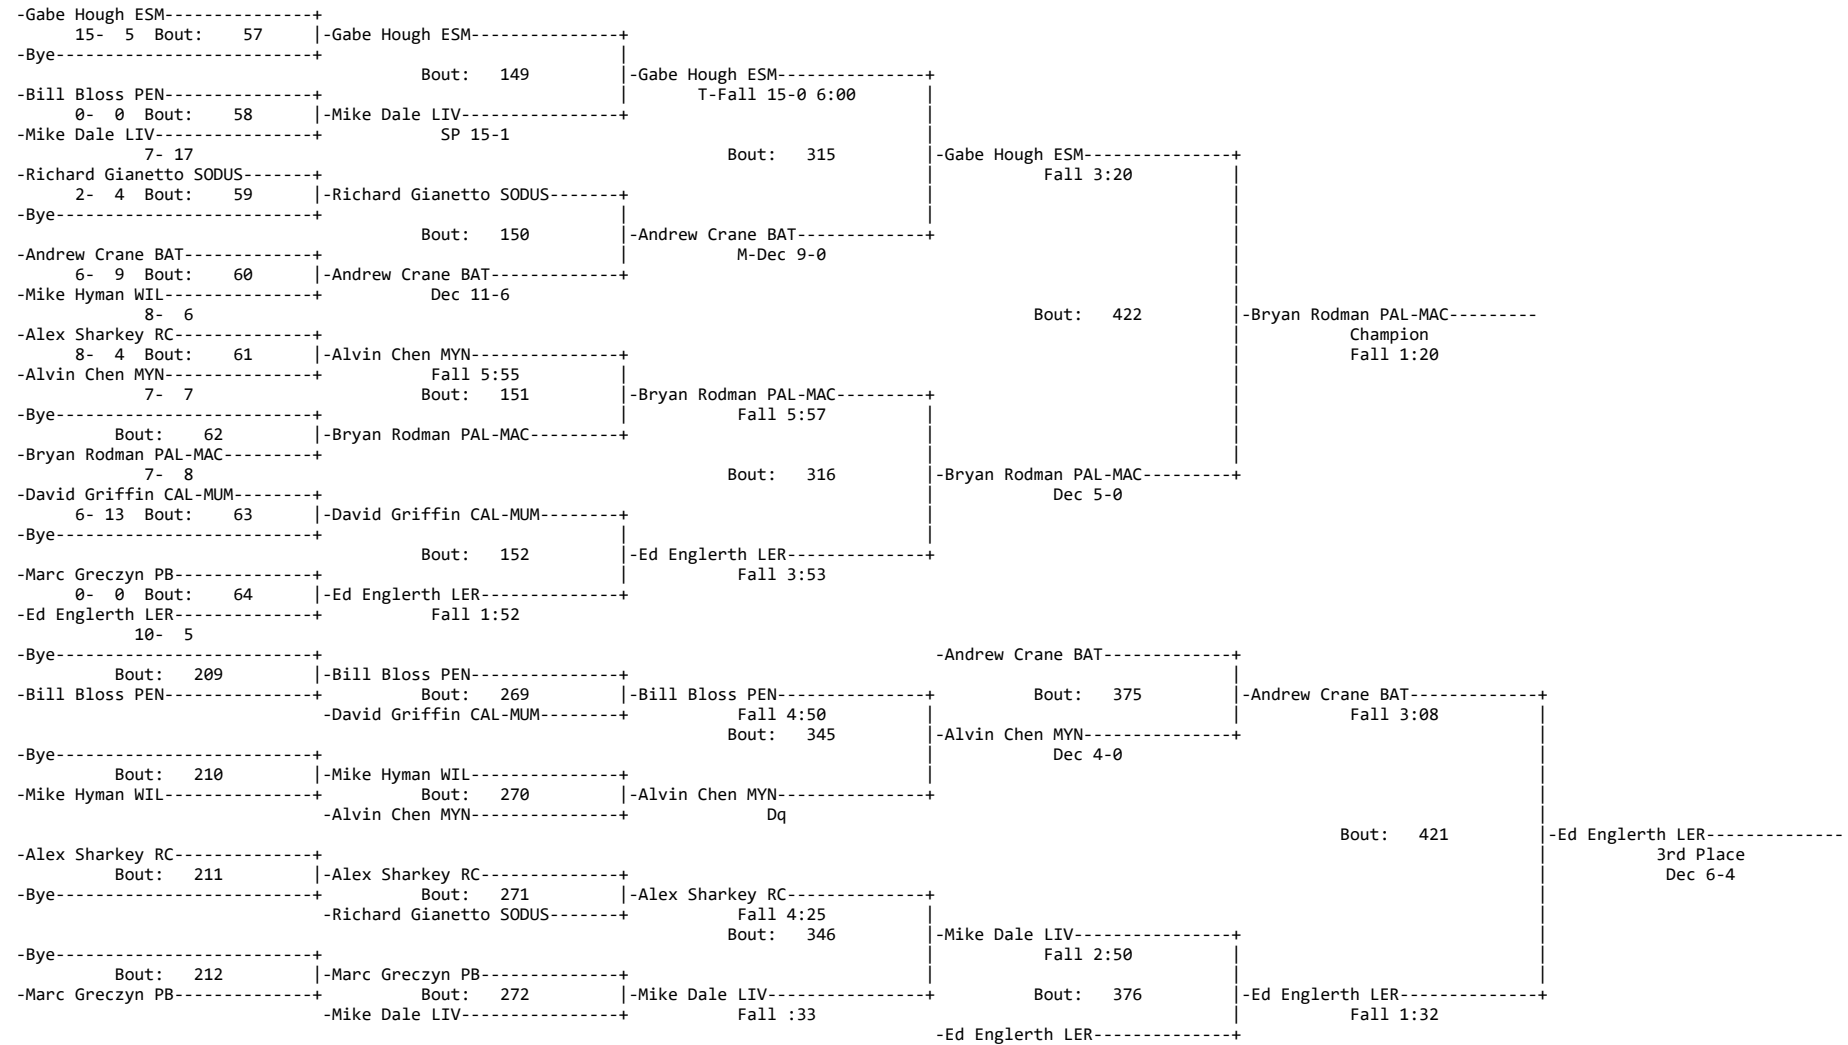 -Gabe Hough ESM---------------+
15-  5  Bout:    57     |-Gabe Hough ESM---------------+
-Bye--------------------------+                               |
Bout:   149         |-Gabe Hough ESM---------------+
-Bill Bloss PEN---------------+                               |       T-Fall 15-0 6:00       |
0-  0  Bout:    58     |-Mike Dale LIV----------------+                              |
-Mike Dale LIV----------------+            SP 15-1                                           |
7- 17                                                      Bout:   315         |-Gabe Hough ESM---------------+
-Richard Gianetto SODUS-------+                                                              |           Fall 3:20          |
2-  4  Bout:    59     |-Richard Gianetto SODUS-------+                              |                              |
-Bye--------------------------+                               |                              |                              |
Bout:   150         |-Andrew Crane BAT-------------+                              |
-Andrew Crane BAT-------------+                               |           M-Dec 9-0                                         |
6-  9  Bout:    60     |-Andrew Crane BAT-------------+                                                             |
-Mike Hyman WIL---------------+           Dec 11-6                                                                          |
8-  6                                                                                     Bout:   422         |-Bryan Rodman PAL-MAC---------
-Alex Sharkey RC--------------+                                                                                             |           Champion
8-  4  Bout:    61     |-Alvin Chen MYN---------------+                                                             |           Fall 1:20
-Alvin Chen MYN---------------+           Fall 5:55           |                                                             |
7-  7                       Bout:   151         |-Bryan Rodman PAL-MAC---------+                              |
-Bye--------------------------+                               |           Fall 5:57          |                              |
Bout:    62         |-Bryan Rodman PAL-MAC---------+                              |                              |
-Bryan Rodman PAL-MAC---------+                                                              |                              |
7-  8                                                      Bout:   316         |-Bryan Rodman PAL-MAC---------+
-David Griffin CAL-MUM--------+                                                              |            Dec 5-0
6- 13  Bout:    63     |-David Griffin CAL-MUM--------+                              |
-Bye--------------------------+                               |                              |
Bout:   152         |-Ed Englerth LER--------------+
-Marc Greczyn PB--------------+                               |           Fall 3:53
0-  0  Bout:    64     |-Ed Englerth LER--------------+
-Ed Englerth LER--------------+           Fall 1:52
10-  5
-Bye--------------------------+                                                              -Andrew Crane BAT-------------+
Bout:   209         |-Bill Bloss PEN---------------+                                                             |
-Bill Bloss PEN---------------+          Bout:   269         |-Bill Bloss PEN---------------+          Bout:   375         |-Andrew Crane BAT-------------+
-David Griffin CAL-MUM--------+           Fall 4:50          |                              |           Fall 3:08          |
Bout:   345         |-Alvin Chen MYN---------------+                              |
-Bye--------------------------+                                                              |            Dec 4-0                                          |
Bout:   210         |-Mike Hyman WIL---------------+                              |                                                             |
-Mike Hyman WIL---------------+          Bout:   270         |-Alvin Chen MYN---------------+                                                             |
-Alvin Chen MYN---------------+              Dq                                                                            |
Bout:   421         |-Ed Englerth LER--------------
-Alex Sharkey RC--------------+                                                                                                                           |           3rd Place
Bout:   211         |-Alex Sharkey RC--------------+                                                                                            |            Dec 6-4
-Bye--------------------------+          Bout:   271         |-Alex Sharkey RC--------------+                                                             |
-Richard Gianetto SODUS-------+           Fall 4:25          |                                                             |
Bout:   346         |-Mike Dale LIV----------------+                              |
-Bye--------------------------+                                                              |           Fall 2:50          |                              |
Bout:   212         |-Marc Greczyn PB--------------+                              |                              |                              |
-Marc Greczyn PB--------------+          Bout:   272         |-Mike Dale LIV----------------+          Bout:   376         |-Ed Englerth LER--------------+
-Mike Dale LIV----------------+           Fall :33                                          |           Fall 1:32
-Ed Englerth LER--------------+